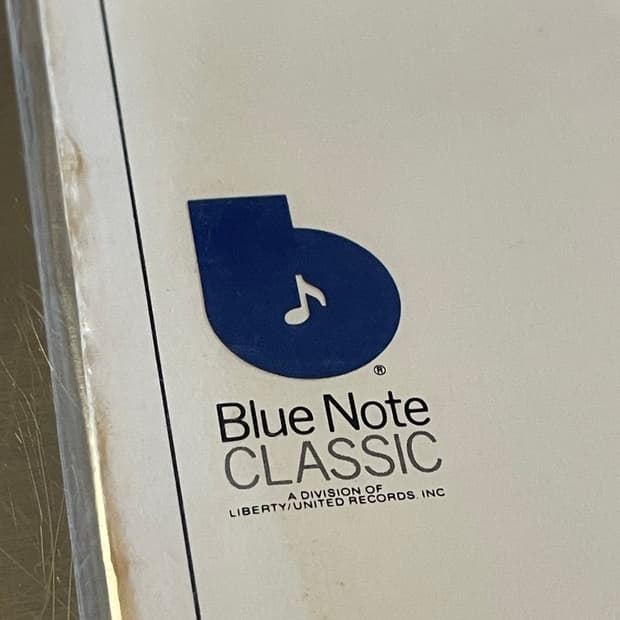 ®
Blue Note
CLASSIC
A DIVISION OF
LIBERTY/UNITED RECORDS, INC